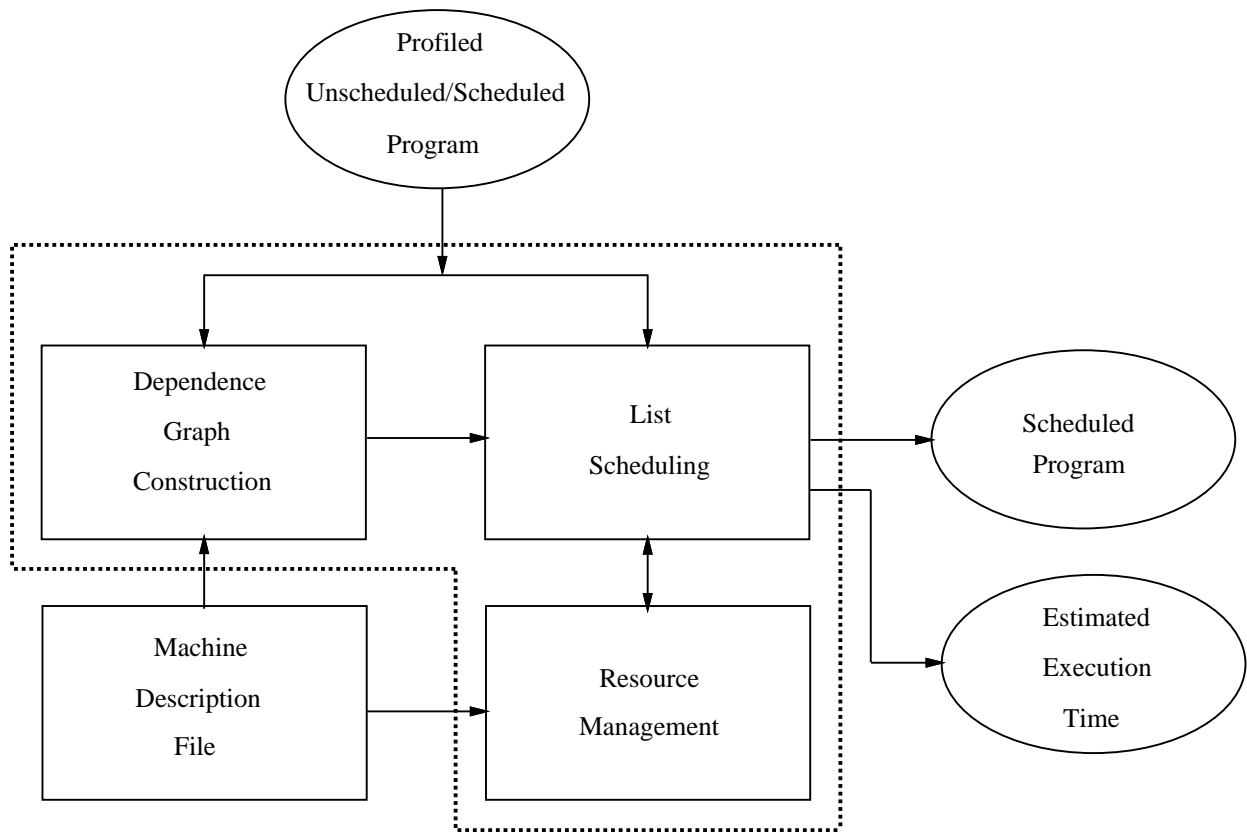 Profiled
Unscheduled/Scheduled
Program
Dependence
Graph
Construction
List
Scheduling
Scheduled
Program
Machine
Description
File
Resource
Management
Estimated
Execution
Time